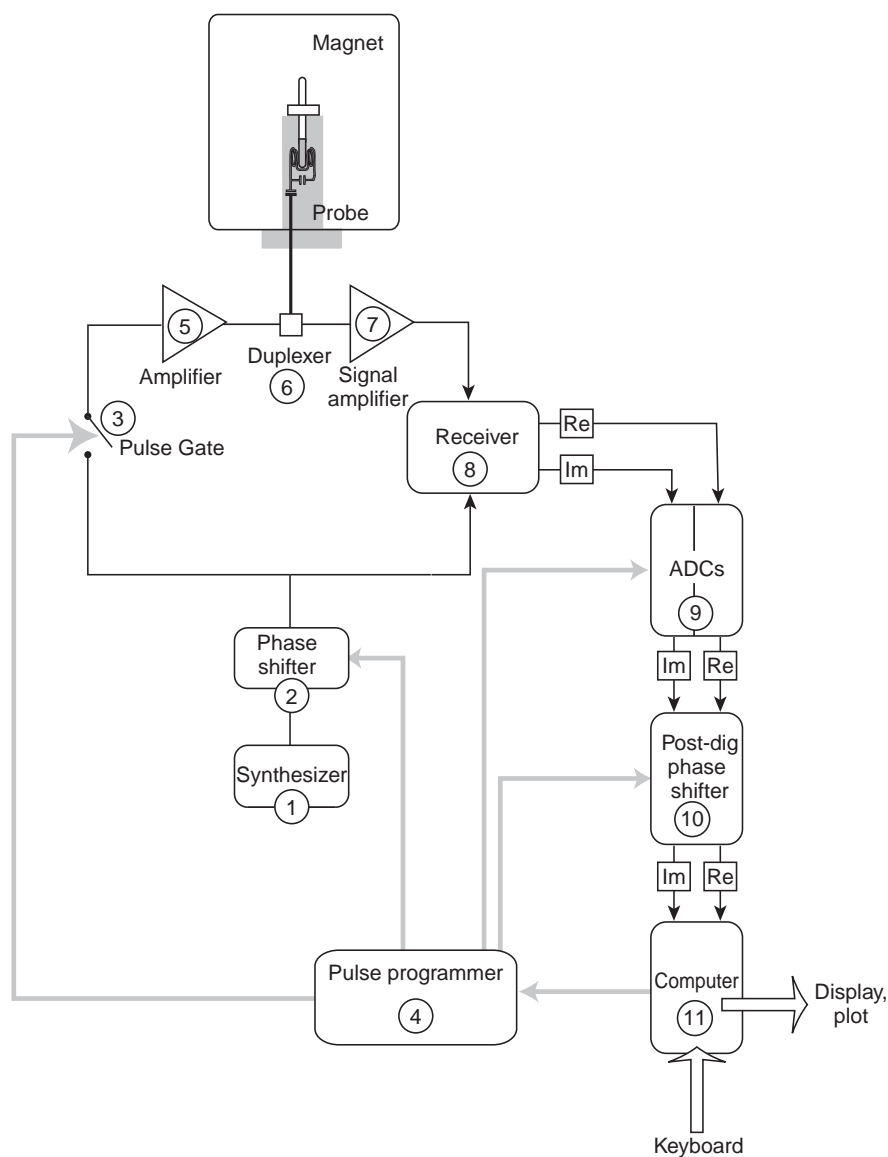 Magnet
Probe
5
7
Duplexer
Amplifier
6
Signal
amplifier
3
Pulse Gate
Receiver
8
Re
Im
ADCs
9
Phase
shifter
2
Im
Re
Synthesizer
1
Post-dig
phase
shifter
10
Im
Re
Pulse programmer
4
Computer
11
Display,
plot
Keyboard